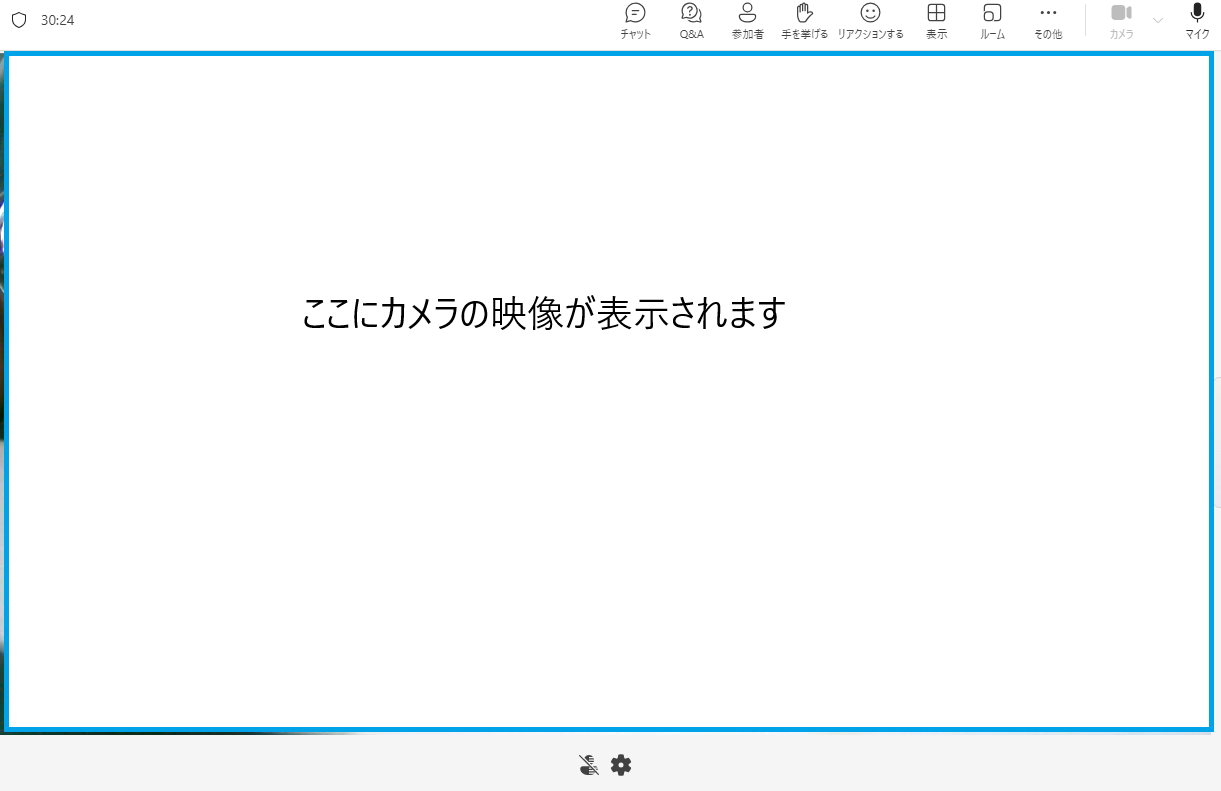 30:24
チャット
Q&A
参加者
手を挙げる
リアクションする
表示
ルーム
その他
カメラ
マイク
ここにカメラの映像が表示されます